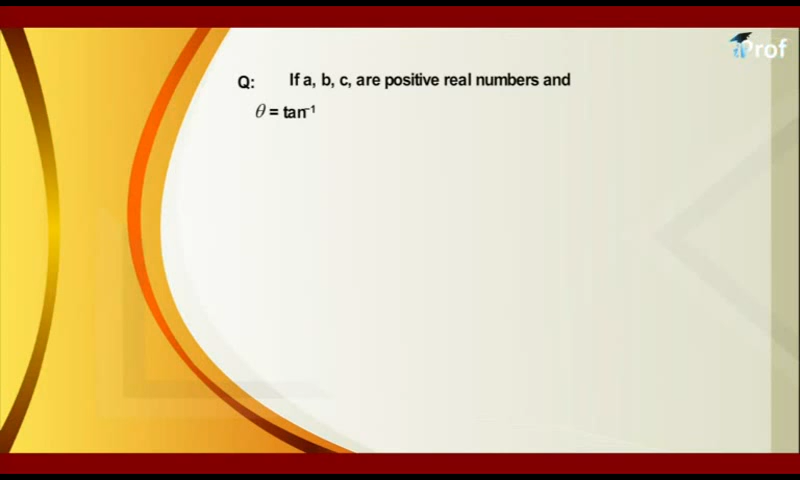 iProf
Q: If a, b, c, are positive real numbers and
θ = tan⁻¹